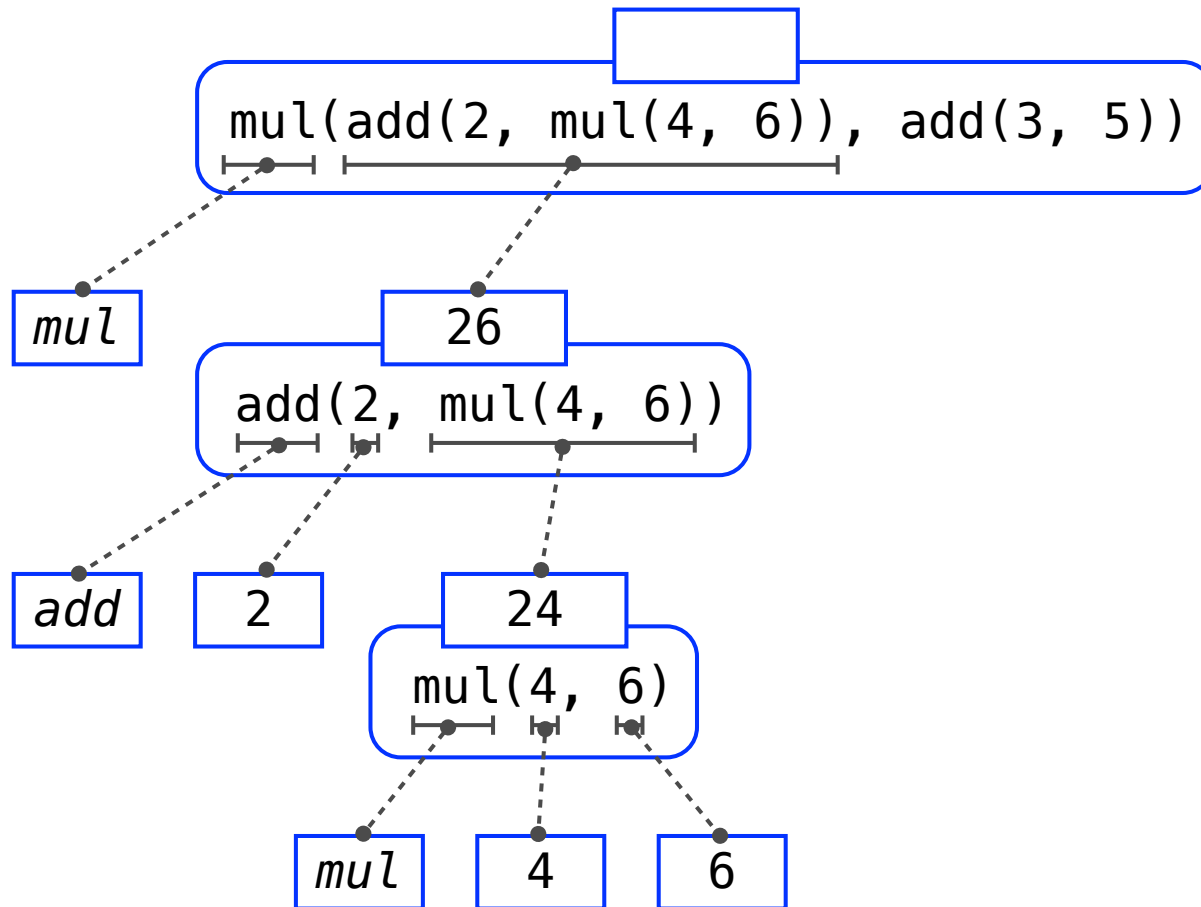 mul(add(2, mul(4, 6)), add(3, 5))
mul
26
add(2, mul(4, 6))
add
2
24
mul(4, 6)
mul
4
6